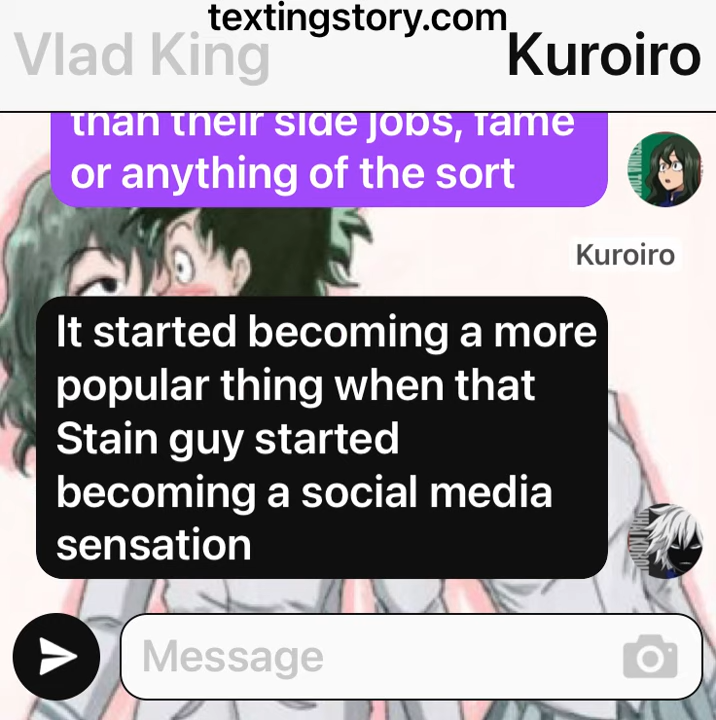 textingstory.com
Vlad King
Kuroiro
than their side jobs, fame
or anything of the sort
Kuroiro
It started becoming a more
popular thing when that
Stain guy started
becoming a social media
sensation
Message